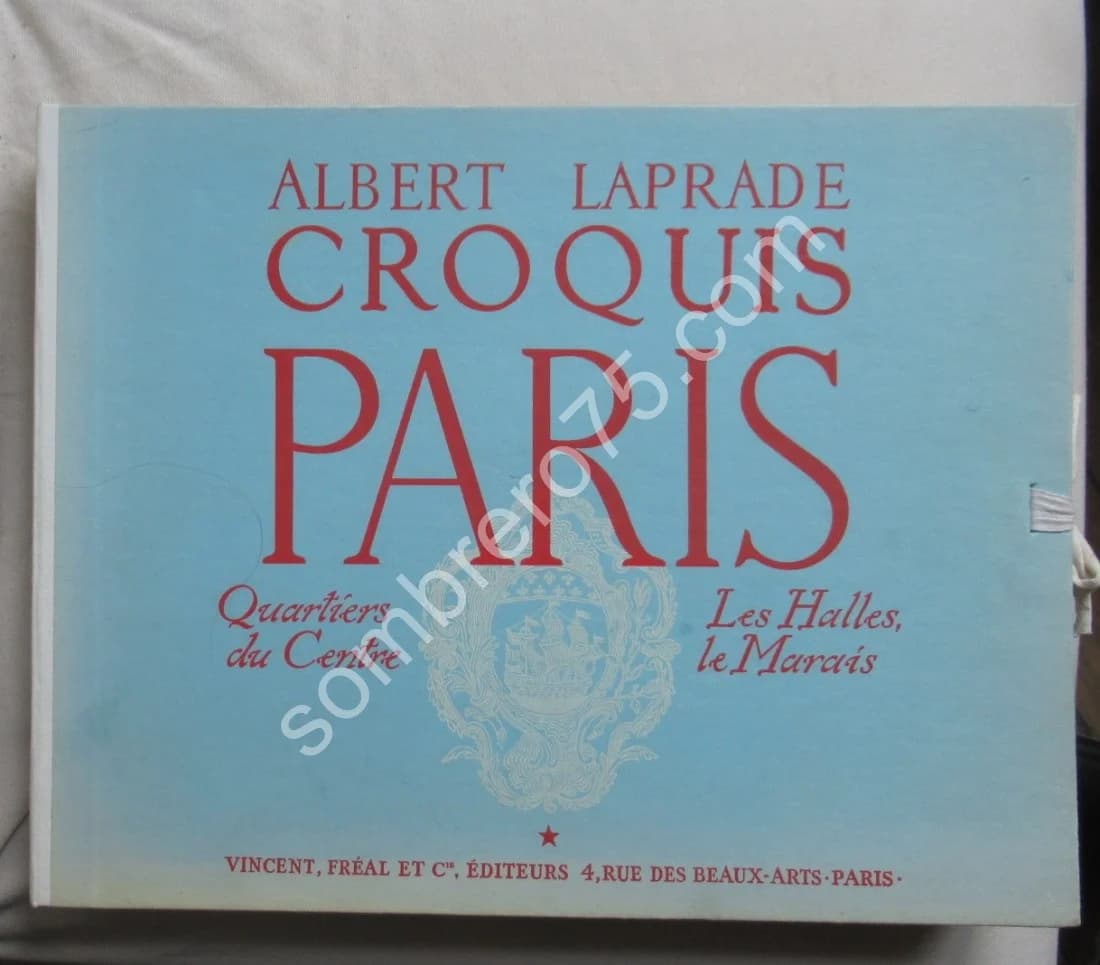 ALBERT LAPRADE
CROQUIS
PARIS
Quartiers
du Centre
Les Halles,
le Marais
VINCENT, FRÉAL ET Cie, ÉDITEURS 4, RUE DES BEAUX-ARTS·PARIS·
sombrero75.com